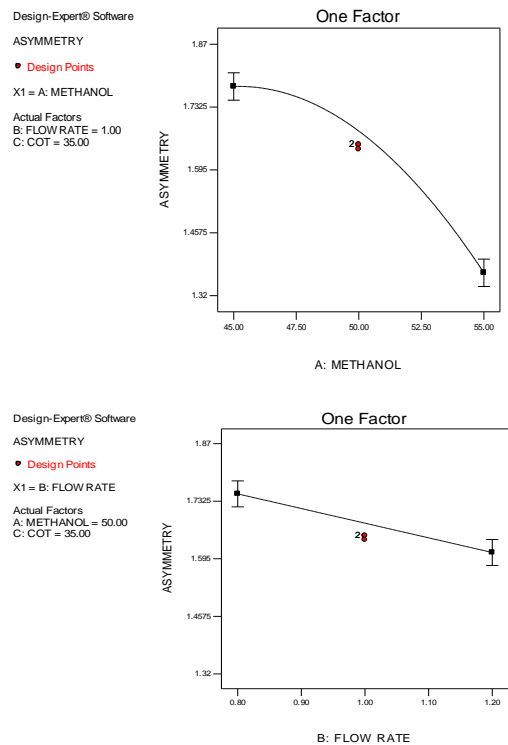 Design-Expert® Software
ASYMMETRY
Design Points
X1 = A: METHANOL
Actual Factors
B: FLOW RATE = 1.00
C: COT = 35.00
One Factor
ASYMMETRY
1.87
1.7325
1.595
1.4575
1.32
2
45.00 47.50 50.00 52.50 55.00
A: METHANOL
Design-Expert® Software
ASYMMETRY
Design Points
X1 = B: FLOW RATE
Actual Factors
A: METHANOL = 50.00
C: COT = 35.00
One Factor
ASYMMETRY
1.87
1.7325
1.595
1.4575
1.32
2
0.80 0.90 1.00 1.10 1.20
B: FLOW RATE